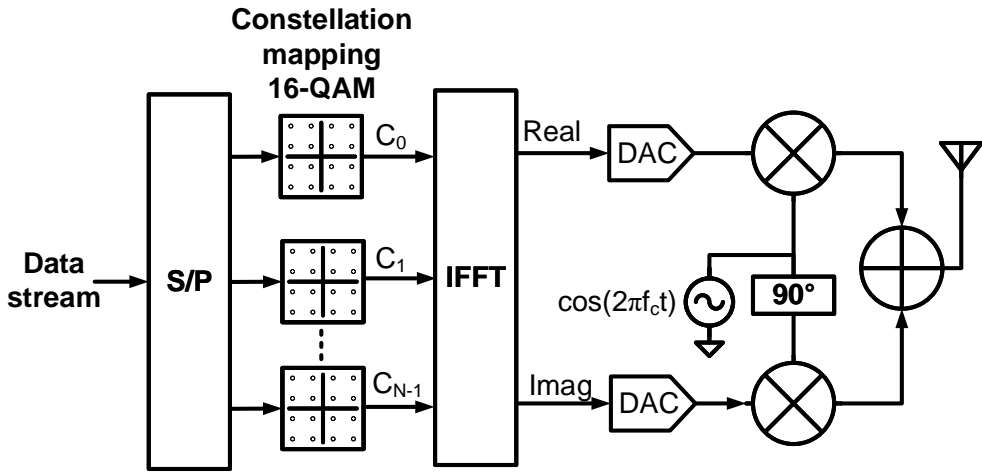 Constellation
mapping
16-QAM
Data
stream
S/P
C0
C1
CN-1
IFFT
Real
Imag
DAC
DAC
cos(2πfct)
90°